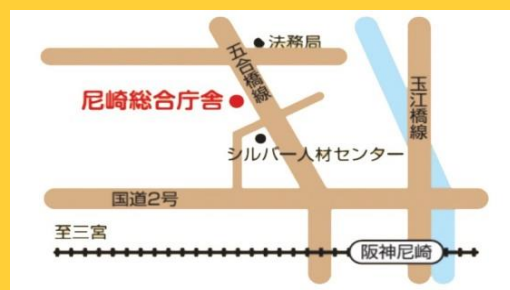 法務局
五合橋線
尼崎総合庁舎
玉江橋線
シルバー人材センター
国道2号
至三宮
阪神尼崎